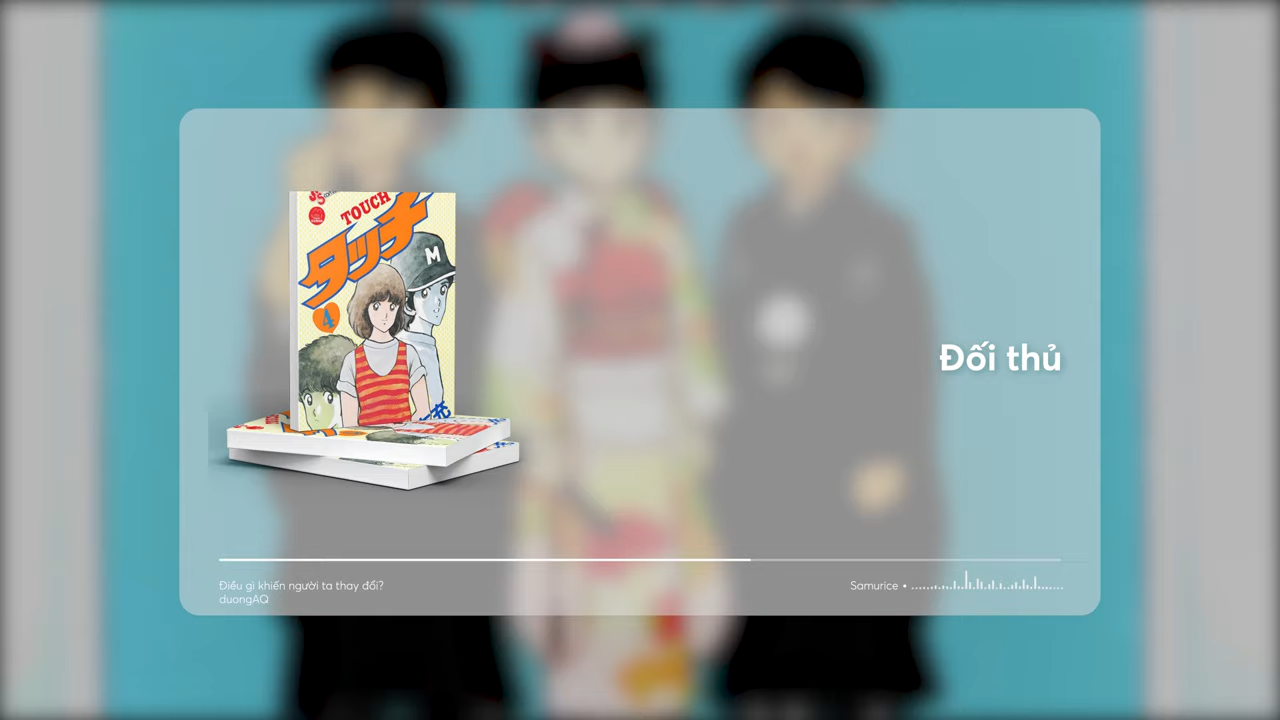 TOUCH
タッチ
M
4
Đối thủ
Điều gì khiến người ta thay đổi?
duongAQ
Samurice •